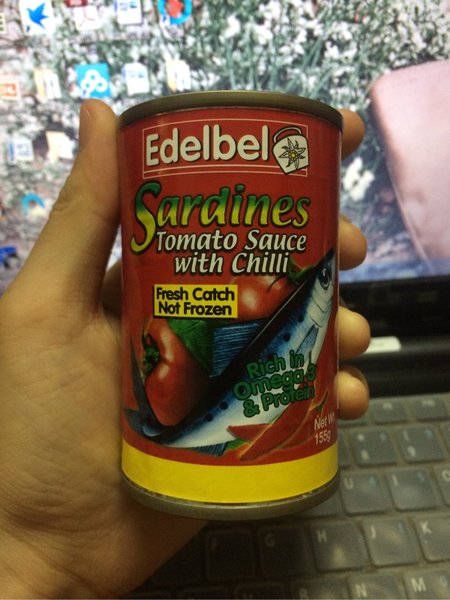 Edelbel
Sardines
Tomato Sauce
with Chilli
Fresh Catch
Not Frozen
Rich in
Omega 3
& Protein
Net Wt
155g